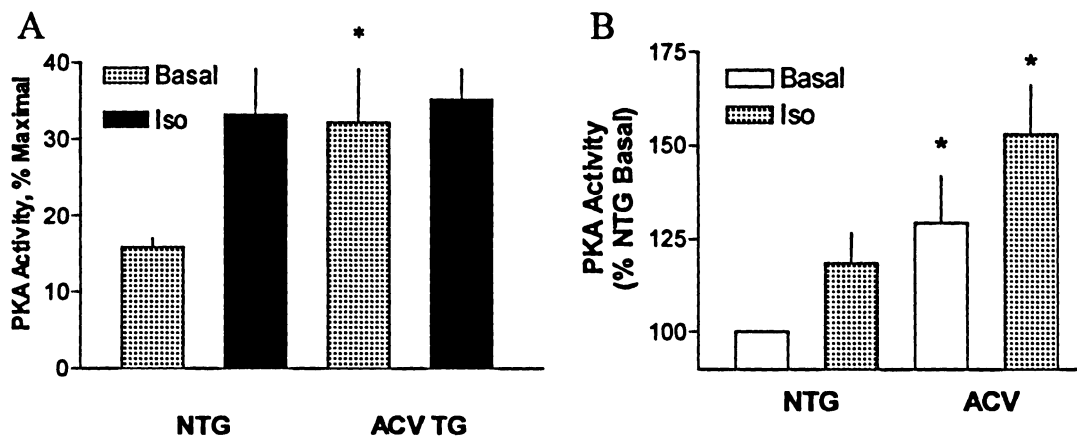 A
*
PKA Activity, % Maximal
40
30
20
10
0
Basal
Iso
NTG
ACV TG
B
PKA Activity
(% NTG Basal)
175
150
125
100
Basal
Iso
*
*
NTG
ACV